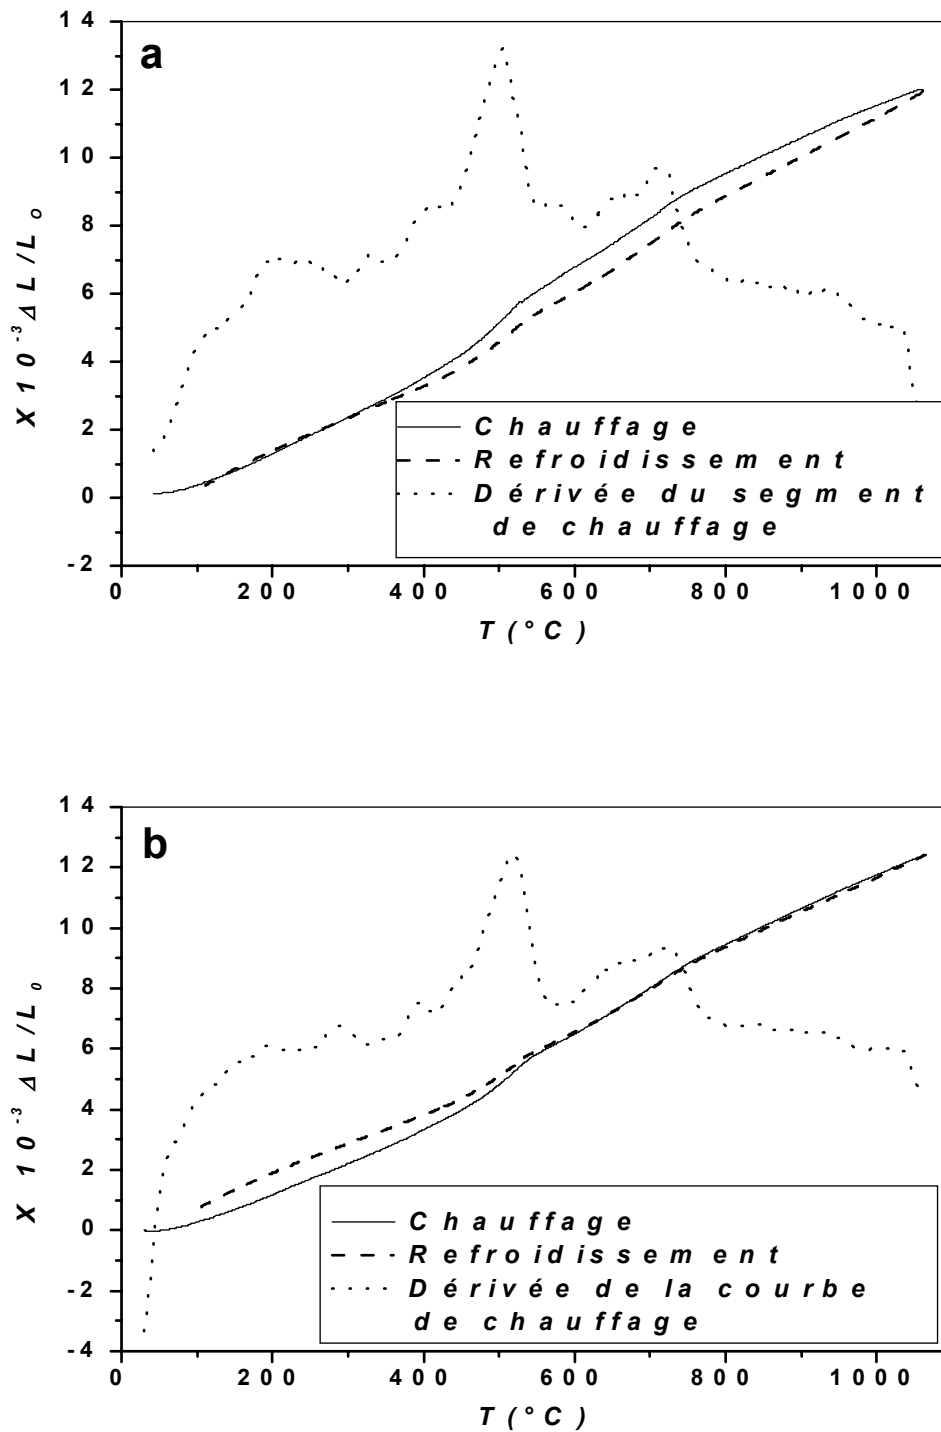 a
14
12
10
8
6
4
2
0
-2
X 10⁻³ Δ L / L₀
Chauffage
Refroidissement
Dérivée du segment
de chauffage
0 200 400 600 800 1000
T (°C)
b
14
12
10
8
6
4
2
0
-2
-4
X 10⁻³ Δ L / L₀
Chauffage
Refroidissement
Dérivée de la courbe
de chauffage
0 200 400 600 800 1000
T (°C)